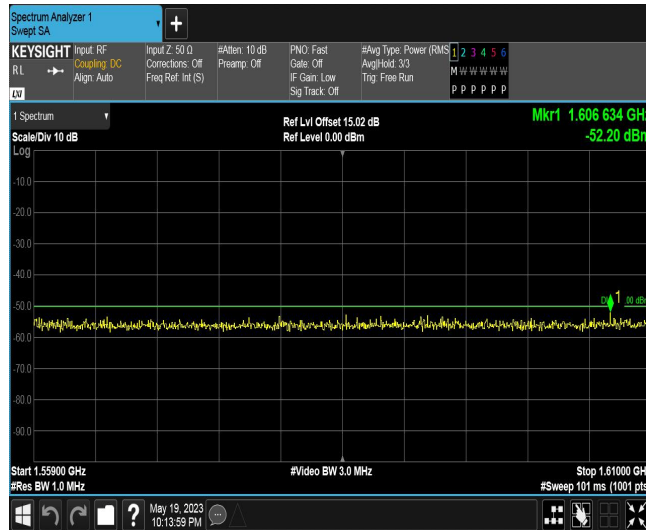 Spectrum Analyzer 1
Swept SA
+
KEYSIGHT Input: RF Input Z: 50 Ω #Atten: 10 dB PNO: Fast #Avg Type: Power (RMS 1 2 3 4 5 6
RL Coupling: DC Corrections: Off Preamp: Off Gate: Off Avg|Hold: 3/3 M W W W W W
Align: Auto Freq Ref: Int (S) IF Gain: Low Trig: Free Run
LXI Sig Track: Off P P P P P P
1 Spectrum Ref Lvl Offset 15.02 dB Mkr1 1.606 634 GHz
Scale/Div 10 dB Ref Level 0.00 dBm -52.20 dBm
Log
-10.0
-20.0
-30.0
-40.0
1 .00 dBm
-50.0
-60.0
-70.0
-80.0
-90.0
Start 1.55900 GHz #Video BW 3.0 MHz Stop 1.61000 GH
#Res BW 1.0 MHz #Sweep 101 ms (1001 pts
? May 19, 2023
10:13:59 PM